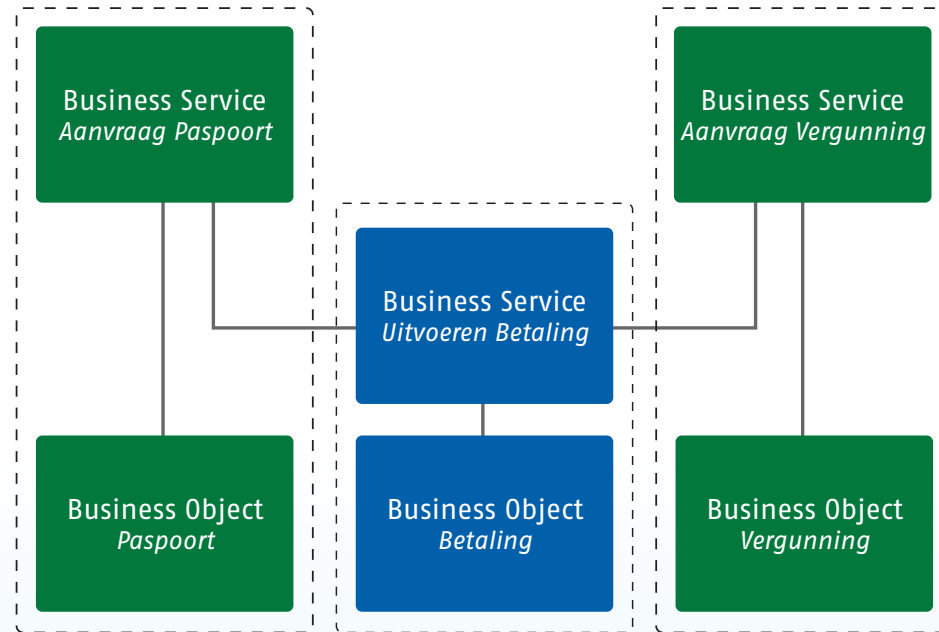 Business Service
Aanvraag Paspoort
Business Service
Aanvraag Vergunning
Business Service
Uitvoeren Betaling
Business Object
Paspoort
Business Object
Betaling
Business Object
Vergunning